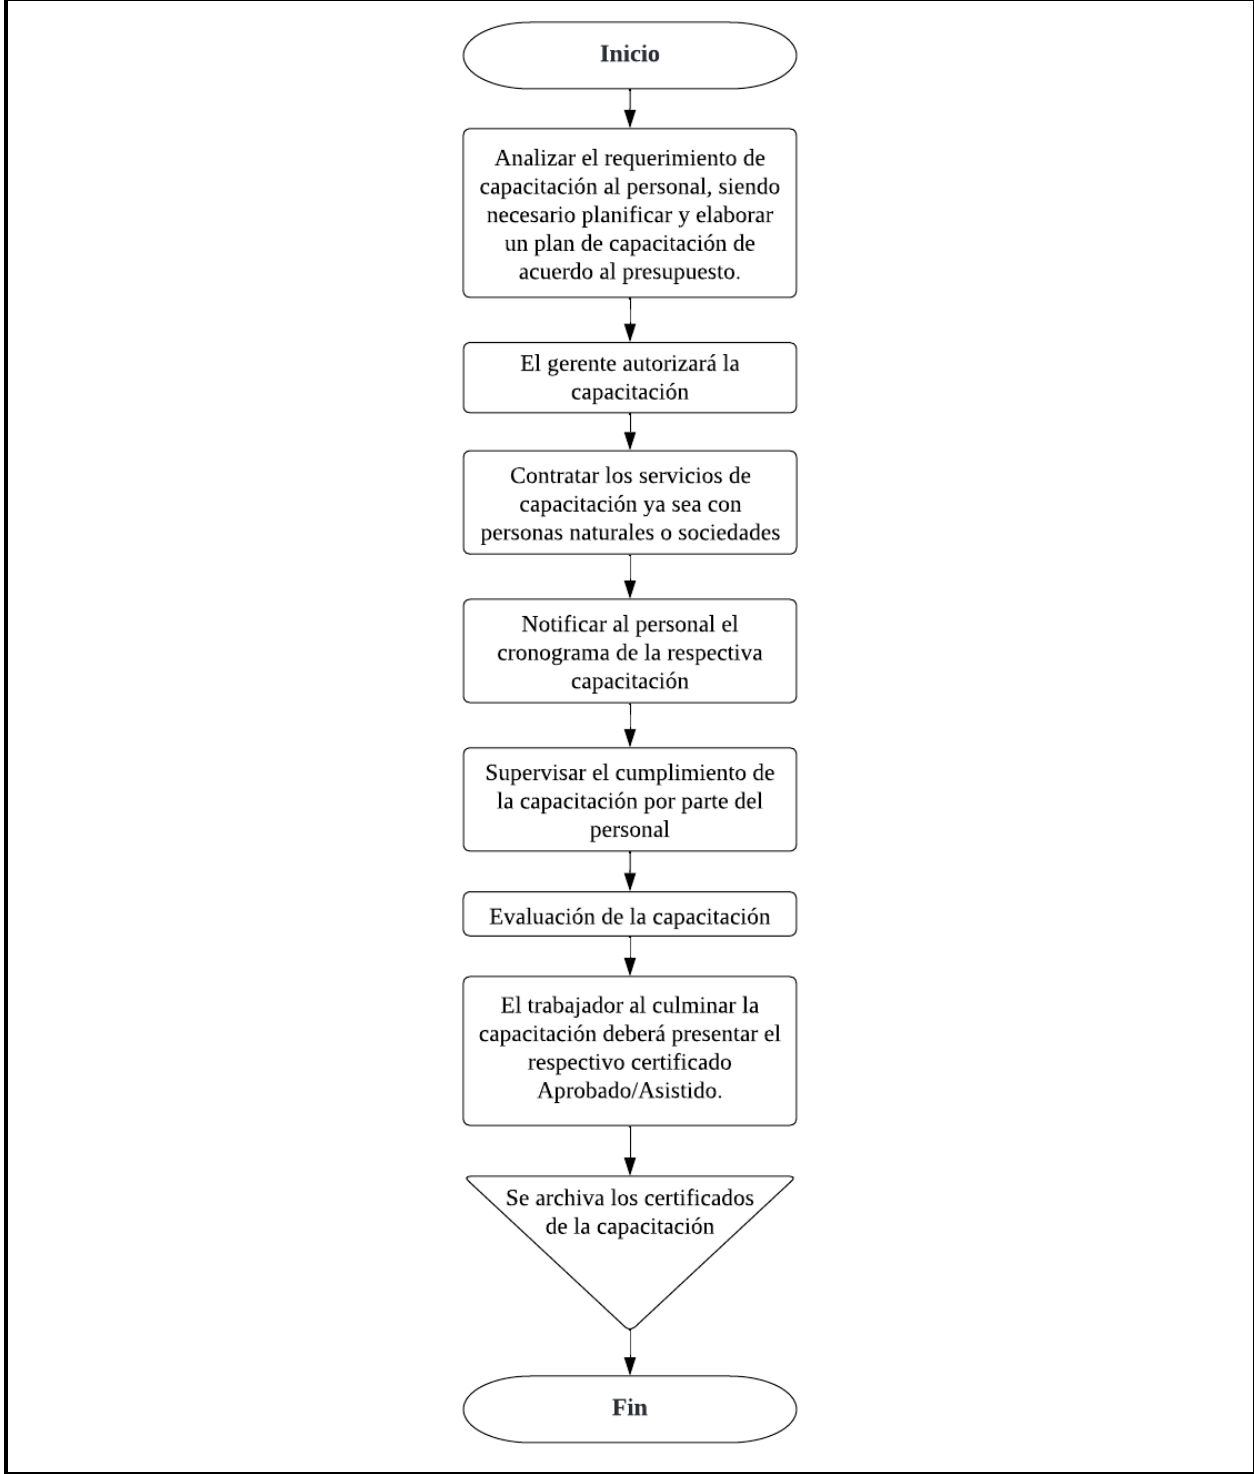 Inicio
Analizar el requerimiento de
capacitación al personal, siendo
necesario planificar y elaborar
un plan de capacitación de
acuerdo al presupuesto.
El gerente autorizará la
capacitación
Contratar los servicios de
capacitación ya sea con
personas naturales o sociedades
Notificar al personal el
cronograma de la respectiva
capacitación
Supervisar el cumplimiento de
la capacitación por parte del
personal
Evaluación de la capacitación
El trabajador al culminar la
capacitación deberá presentar el
respectivo certificado
Aprobado/Asistido.
Se archiva los certificados
de la capacitación
Fin